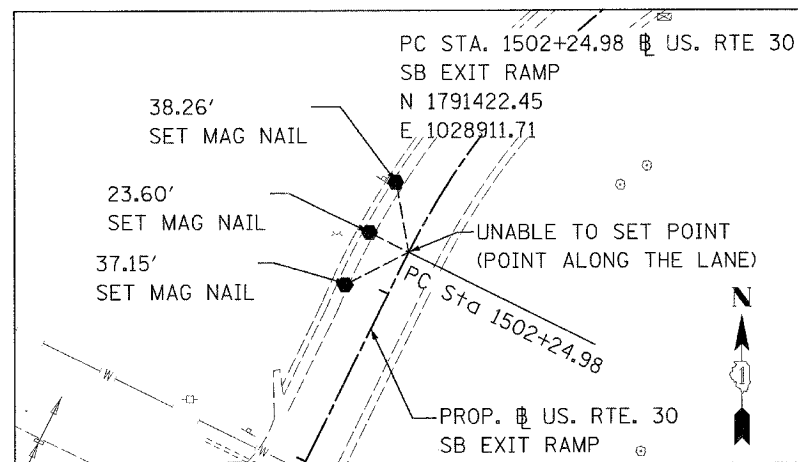 PC STA. 1502+24.98 ℄ US. RTE 30
SB EXIT RAMP
N 1791422.45
E 1028911.71
38.26'
SET MAG NAIL
23.60'
SET MAG NAIL
37.15'
SET MAG NAIL
UNABLE TO SET POINT
(POINT ALONG THE LANE)
PC Sta 1502+24.98
N
W
W
PROP. ℄ US. RTE. 30
SB EXIT RAMP